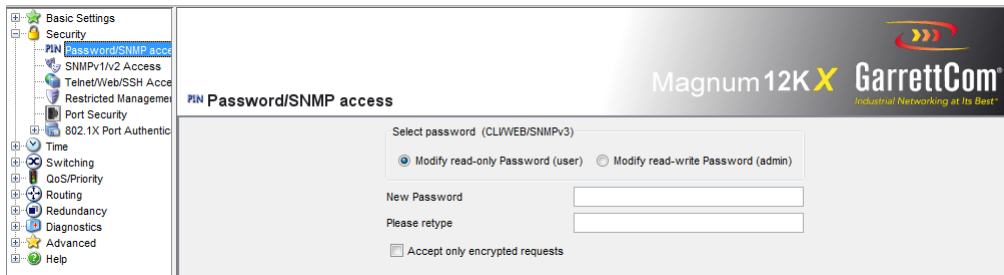 Basic Settings
Security
PIN Password/SNMP acce
SNMPv1/v2 Access
Telnet/Web/SSH Acce
Restricted Managemen
Port Security
802.1X Port Authentic
Time
Switching
QoS/Priority
Routing
Redundancy
Diagnostics
Advanced
Help
Magnum 12K X
GarrettCom®
Industrial Networking at Its Best™
PIN Password/SNMP access
Select password (CLI/WEB/SNMPv3)
Modify read-only Password (user) Modify read-write Password (admin)
New Password
Please retype
Accept only encrypted requests